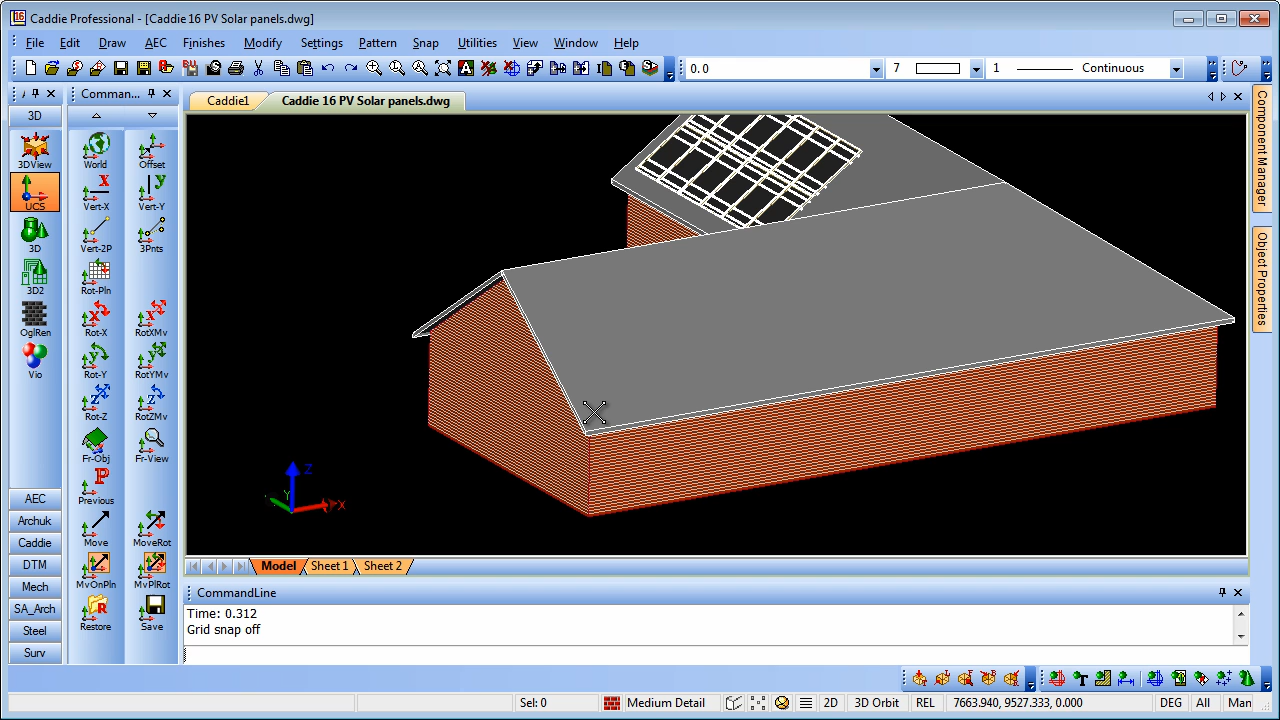 Caddie Professional - [Caddie 16 PV Solar panels.dwg]
File Edit Draw AEC Finishes Modify Settings Pattern Snap Utilities View Window Help
0. 0 7 1 Continuous
Comman...
Caddie1 Caddie 16 PV Solar panels.dwg
3D
3DView World Offset
UCS Vert-X Vert-Y
3D Vert-2P 3Pnts
3D2 Rot-Pln
OglRen Rot-X RotXMv
Vio Rot-Y RotYMv
Rot-Z RotZMv
Fr-Obj Fr-View
Previous
AEC
Archuk
Move MoveRot
Caddie
DTM
MvOnPln MvPlRot
Mech
SA_Arch
Restore Save
Steel
Surv
Z
Y
X
Component Manager
Object Properties
Model Sheet 1 Sheet 2
CommandLine
Time: 0.312
Grid snap off
Sel: 0 Medium Detail 2D 3D Orbit REL 7663.940, 9527.339, 0.000 DEG All Man